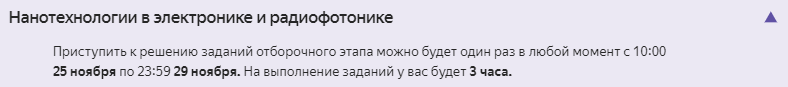 Нанотехнологии в электронике и радиофотонике
Приступить к решению заданий отборочного этапа можно будет один раз в любой момент с 10:00
25 ноября по 23:59 29 ноября. На выполнение заданий у вас будет 3 часа.